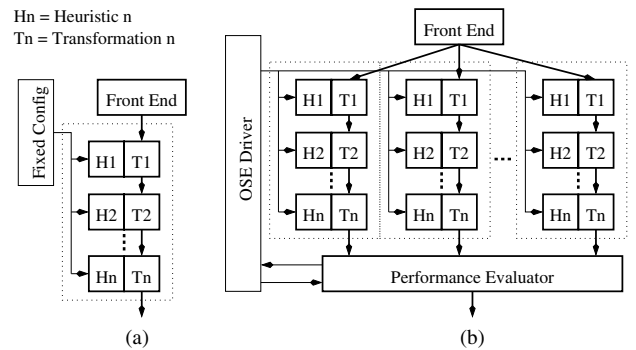 Hn = Heuristic n
Tn = Transformation n
Fixed Config
Front End
H1 T1
H2 T2
Hn Tn
(a)
OSE Driver
Front End
H1 T1 H1 T1 H1 T1
H2 T2 H2 T2 H2 T2
Hn Tn Hn Tn Hn Tn
Performance Evaluator
(b)